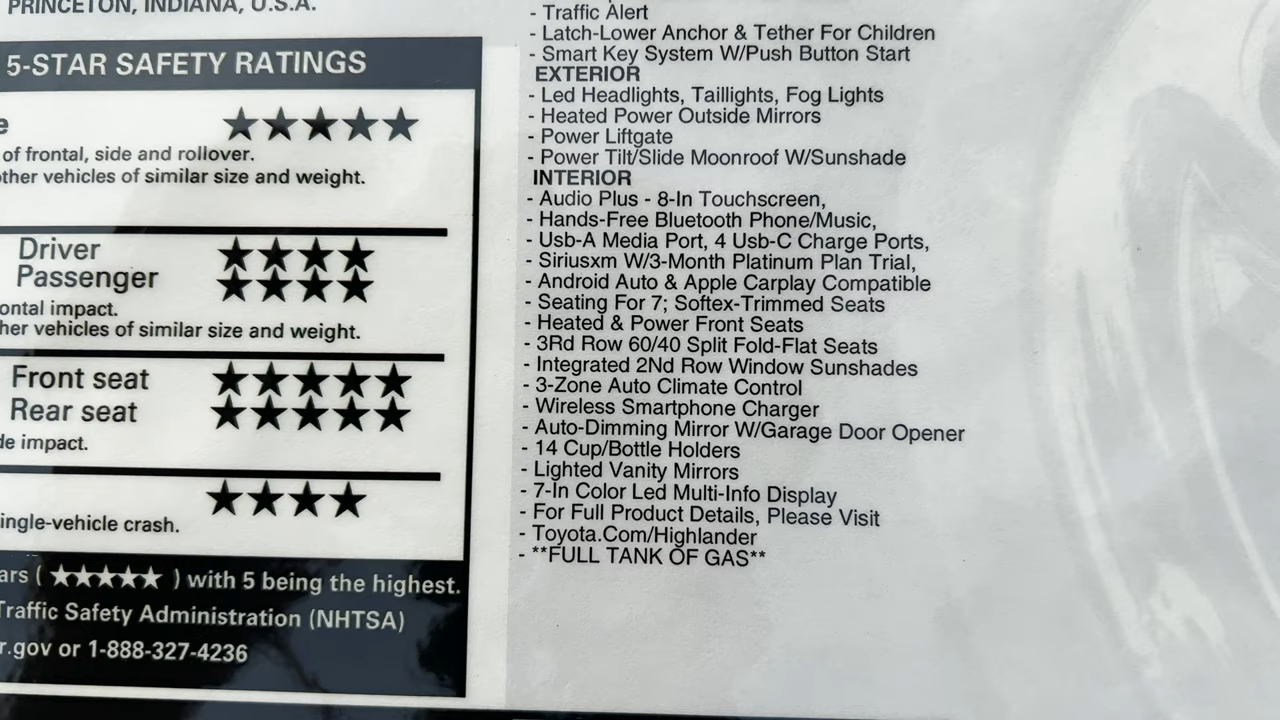 PRINCETON, INDIANA, U.S.A.
5-STAR SAFETY RATINGS
★★★★★
of frontal, side and rollover.
other vehicles of similar size and weight.
Driver ★★★★
Passenger ★★★★
ontal impact.
her vehicles of similar size and weight.
Front seat ★★★★★
Rear seat ★★★★★
de impact.
★★★★
ingle-vehicle crash.
ars (★★★★★) with 5 being the highest.
Traffic Safety Administration (NHTSA)
r.gov or 1-888-327-4236
- Traffic Alert
- Latch-Lower Anchor & Tether For Children
- Smart Key System W/Push Button Start
EXTERIOR
- Led Headlights, Taillights, Fog Lights
- Heated Power Outside Mirrors
- Power Liftgate
- Power Tilt/Slide Moonroof W/Sunshade
INTERIOR
- Audio Plus - 8-In Touchscreen,
- Hands-Free Bluetooth Phone/Music,
- Usb-A Media Port, 4 Usb-C Charge Ports,
- Siriusxm W/3-Month Platinum Plan Trial,
- Android Auto & Apple Carplay Compatible
- Seating For 7; Softex-Trimmed Seats
- Heated & Power Front Seats
- 3Rd Row 60/40 Split Fold-Flat Seats
- Integrated 2Nd Row Window Sunshades
- 3-Zone Auto Climate Control
- Wireless Smartphone Charger
- Auto-Dimming Mirror W/Garage Door Opener
- 14 Cup/Bottle Holders
- Lighted Vanity Mirrors
- 7-In Color Led Multi-Info Display
- For Full Product Details, Please Visit
- Toyota.Com/Highlander
- **FULL TANK OF GAS**